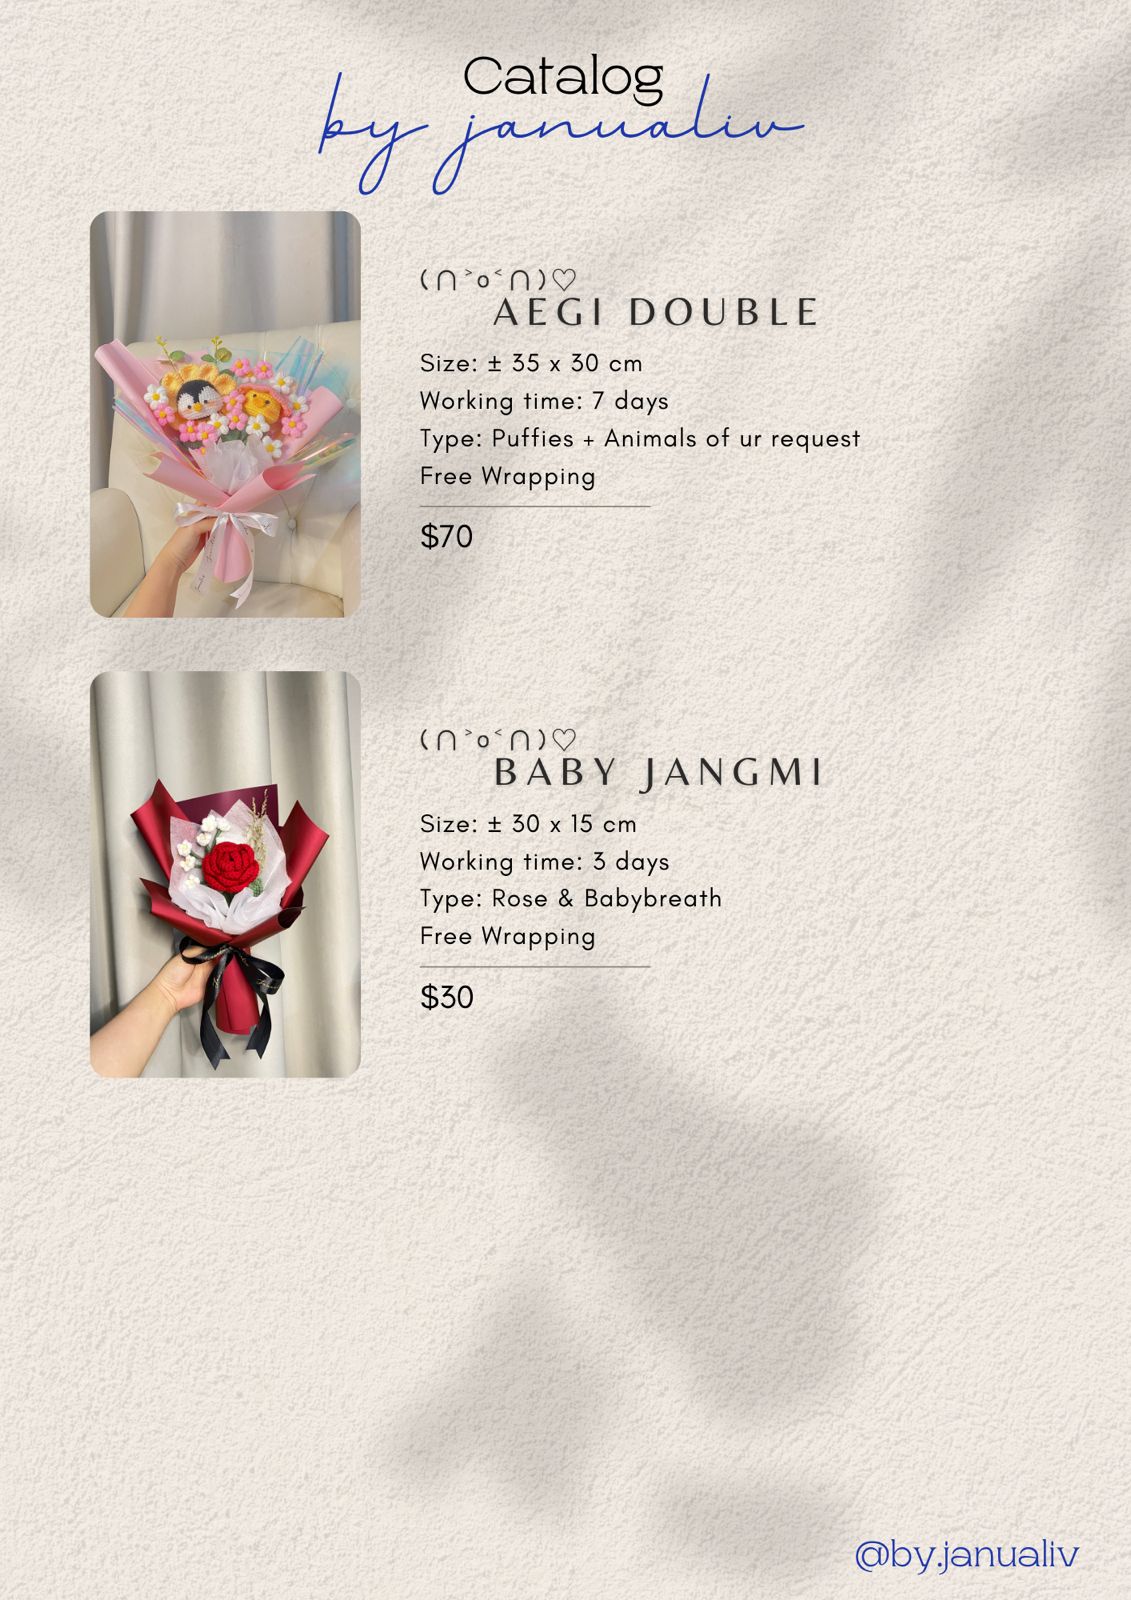 Catalog
by janualiv
(∩˃o˂∩)♡
AEGI DOUBLE
Size: ± 35 x 30 cm
Working time: 7 days
Type: Puffies + Animals of ur request
Free Wrapping
$70
(∩˃o˂∩)♡
BABY JANGMI
Size: ± 30 x 15 cm
Working time: 3 days
Type: Rose & Babybreath
Free Wrapping
$30
@by.janualiv